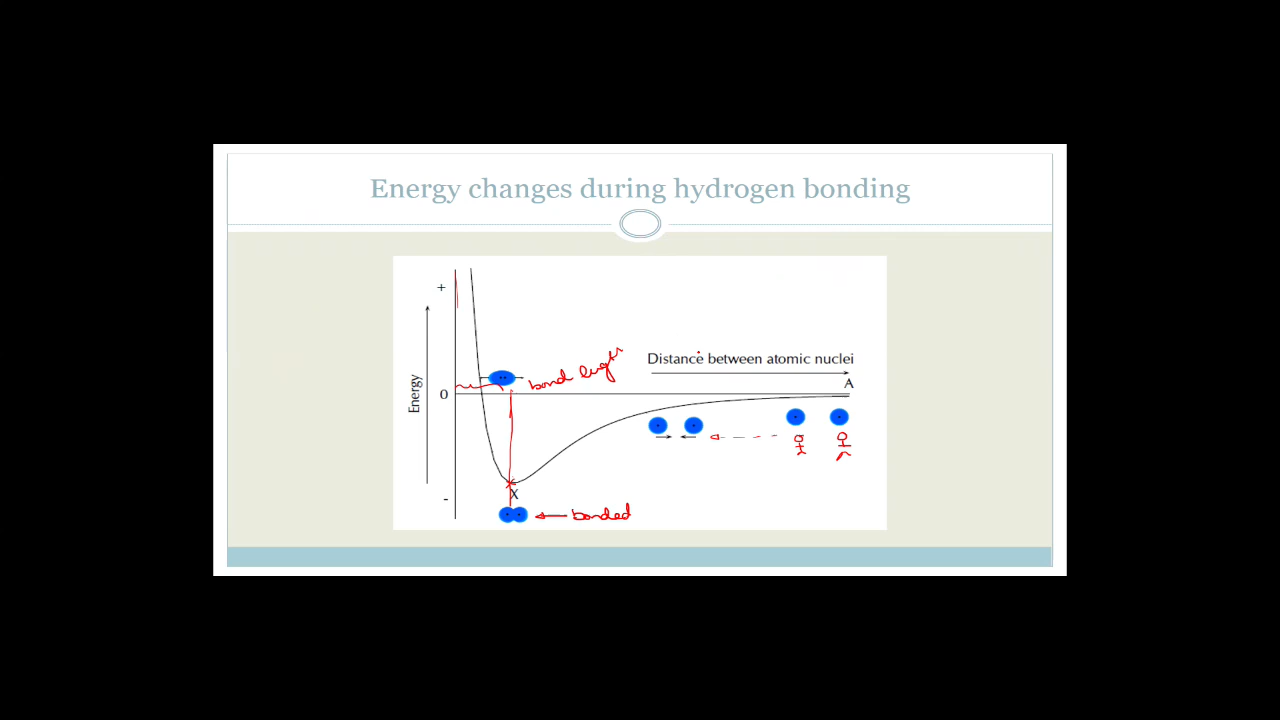 Energy changes during hydrogen bonding
+
bond length
Distance between atomic nuclei
A
Energy
0
X
-
bonded